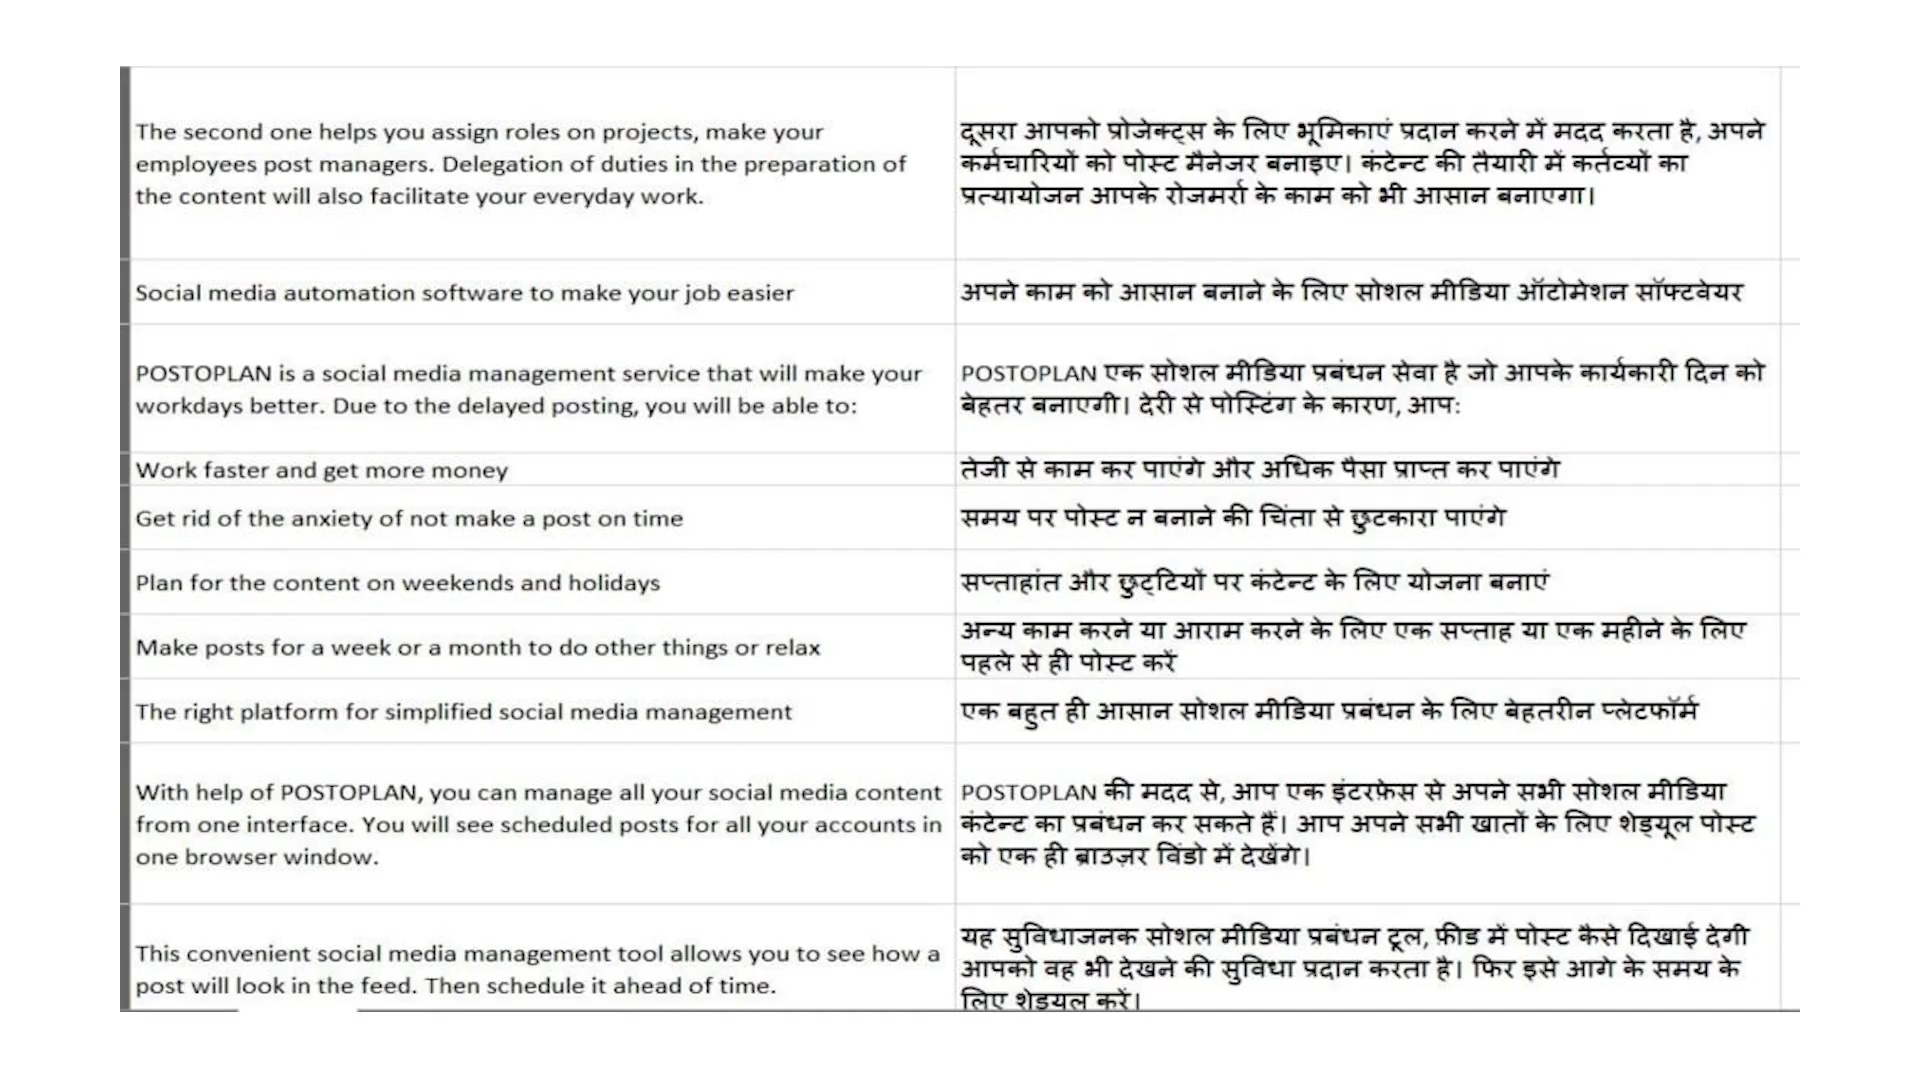 The second one helps you assign roles on projects, make your
employees post managers. Delegation of duties in the preparation of
the content will also facilitate your everyday work.
दूसरा आपको प्रोजेक्ट्स के लिए भूमिकाएं प्रदान करने में मदद करता है, अपने
कर्मचारियों को पोस्ट मैनेजर बनाइए। कंटेन्ट की तैयारी में कर्तव्यों का
प्रत्यायोजन आपके रोजमर्रा के काम को भी आसान बनाएगा।
Social media automation software to make your job easier
अपने काम को आसान बनाने के लिए सोशल मीडिया ऑटोमेशन सॉफ्टवेयर
POSTOPLAN is a social media management service that will make your
workdays better. Due to the delayed posting, you will be able to:
POSTOPLAN एक सोशल मीडिया प्रबंधन सेवा है जो आपके कार्यकारी दिन को
बेहतर बनाएगी। देरी से पोस्टिंग के कारण, आप:
Work faster and get more money
तेजी से काम कर पाएंगे और अधिक पैसा प्राप्त कर पाएंगे
Get rid of the anxiety of not make a post on time
समय पर पोस्ट न बनाने की चिंता से छुटकारा पाएंगे
Plan for the content on weekends and holidays
सप्ताहांत और छुट्टियों पर कंटेन्ट के लिए योजना बनाएं
Make posts for a week or a month to do other things or relax
अन्य काम करने या आराम करने के लिए एक सप्ताह या एक महीने के लिए
पहले से ही पोस्ट करें
The right platform for simplified social media management
एक बहुत ही आसान सोशल मीडिया प्रबंधन के लिए बेहतरीन प्लेटफॉर्म
With help of POSTOPLAN, you can manage all your social media content
from one interface. You will see scheduled posts for all your accounts in
one browser window.
POSTOPLAN की मदद से, आप एक इंटरफ़ेस से अपने सभी सोशल मीडिया
कंटेन्ट का प्रबंधन कर सकते हैं। आप अपने सभी खातों के लिए शेड्यूल पोस्ट
को एक ही ब्राउज़र विंडो में देखेंगे।
This convenient social media management tool allows you to see how a
post will look in the feed. Then schedule it ahead of time.
यह सुविधाजनक सोशल मीडिया प्रबंधन टूल, फ़ीड में पोस्ट कैसे दिखाई देगी
आपको वह भी देखने की सुविधा प्रदान करता है। फिर इसे आगे के समय के
लिए शेड्यूल करें।